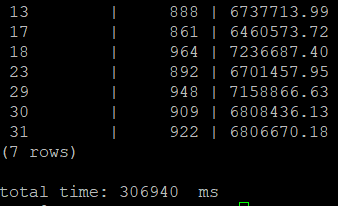 13 | 888 | 6737713.99
17 | 861 | 6460573.72
18 | 964 | 7236687.40
23 | 892 | 6701457.95
29 | 948 | 7158866.63
30 | 909 | 6808436.13
31 | 922 | 6806670.18
(7 rows)
total time: 306940 ms